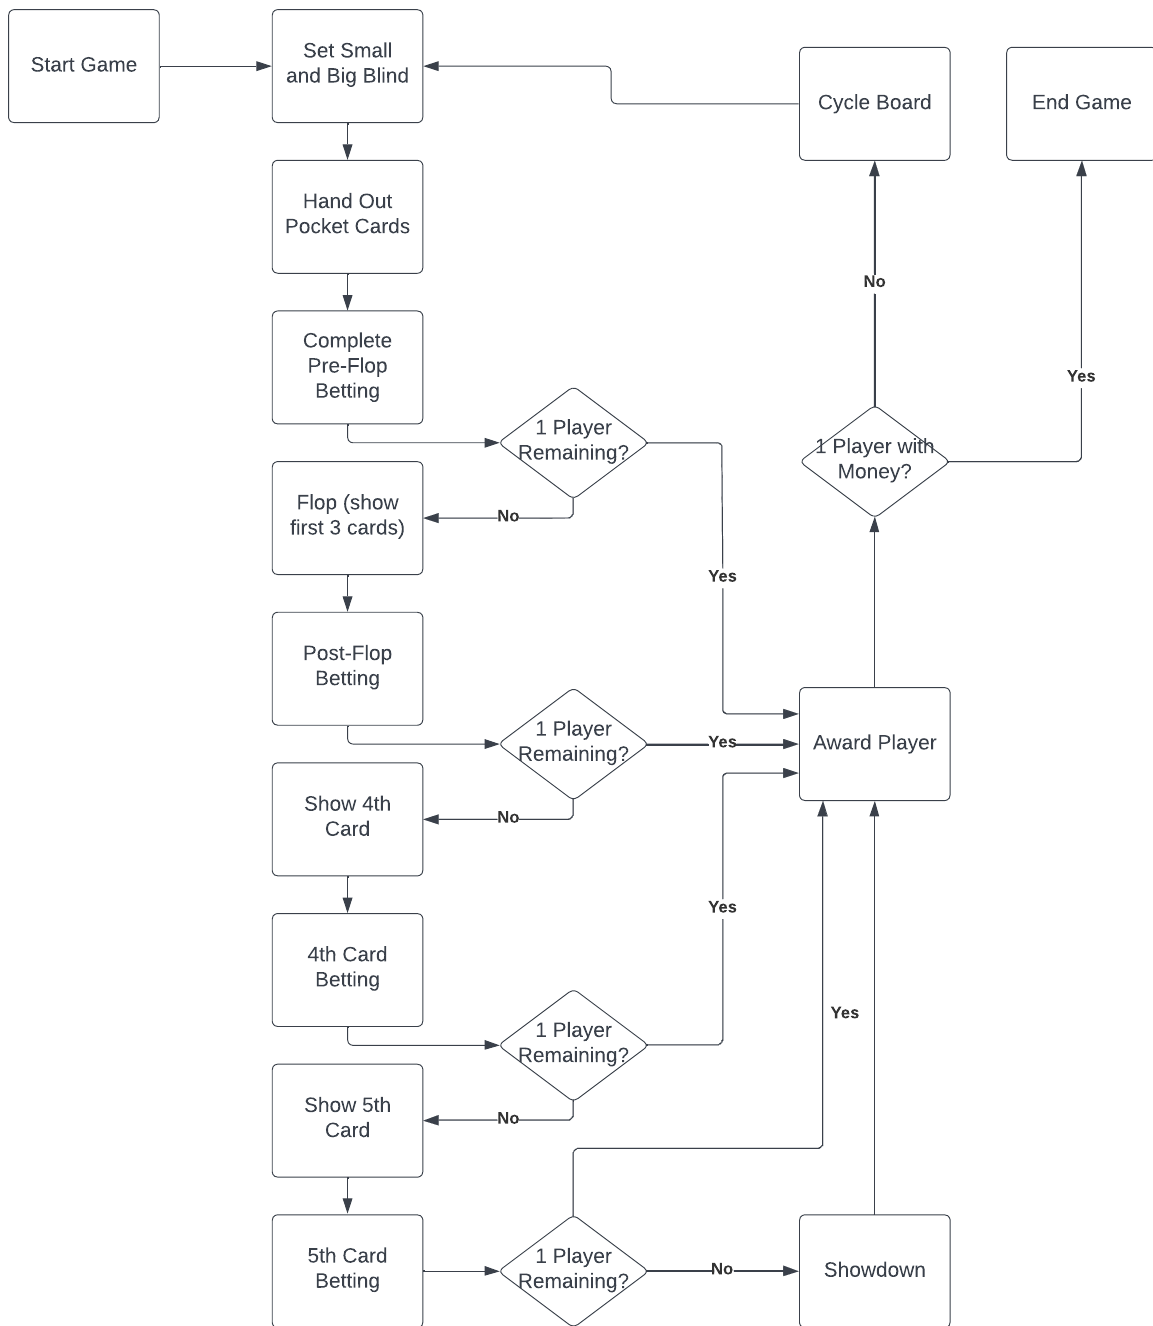 Start Game
Set Small
and Big Blind
Cycle Board
End Game
Hand Out
Pocket Cards
No
Complete
Pre-Flop
Betting
Yes
1 Player
Remaining?
1 Player with
Money?
Flop (show
first 3 cards)
No
Yes
Post-Flop
Betting
1 Player
Remaining?
Yes
Award Player
Show 4th
Card
No
Yes
4th Card
Betting
1 Player
Remaining?
Yes
Show 5th
Card
No
5th Card
Betting
1 Player
Remaining?
No
Showdown